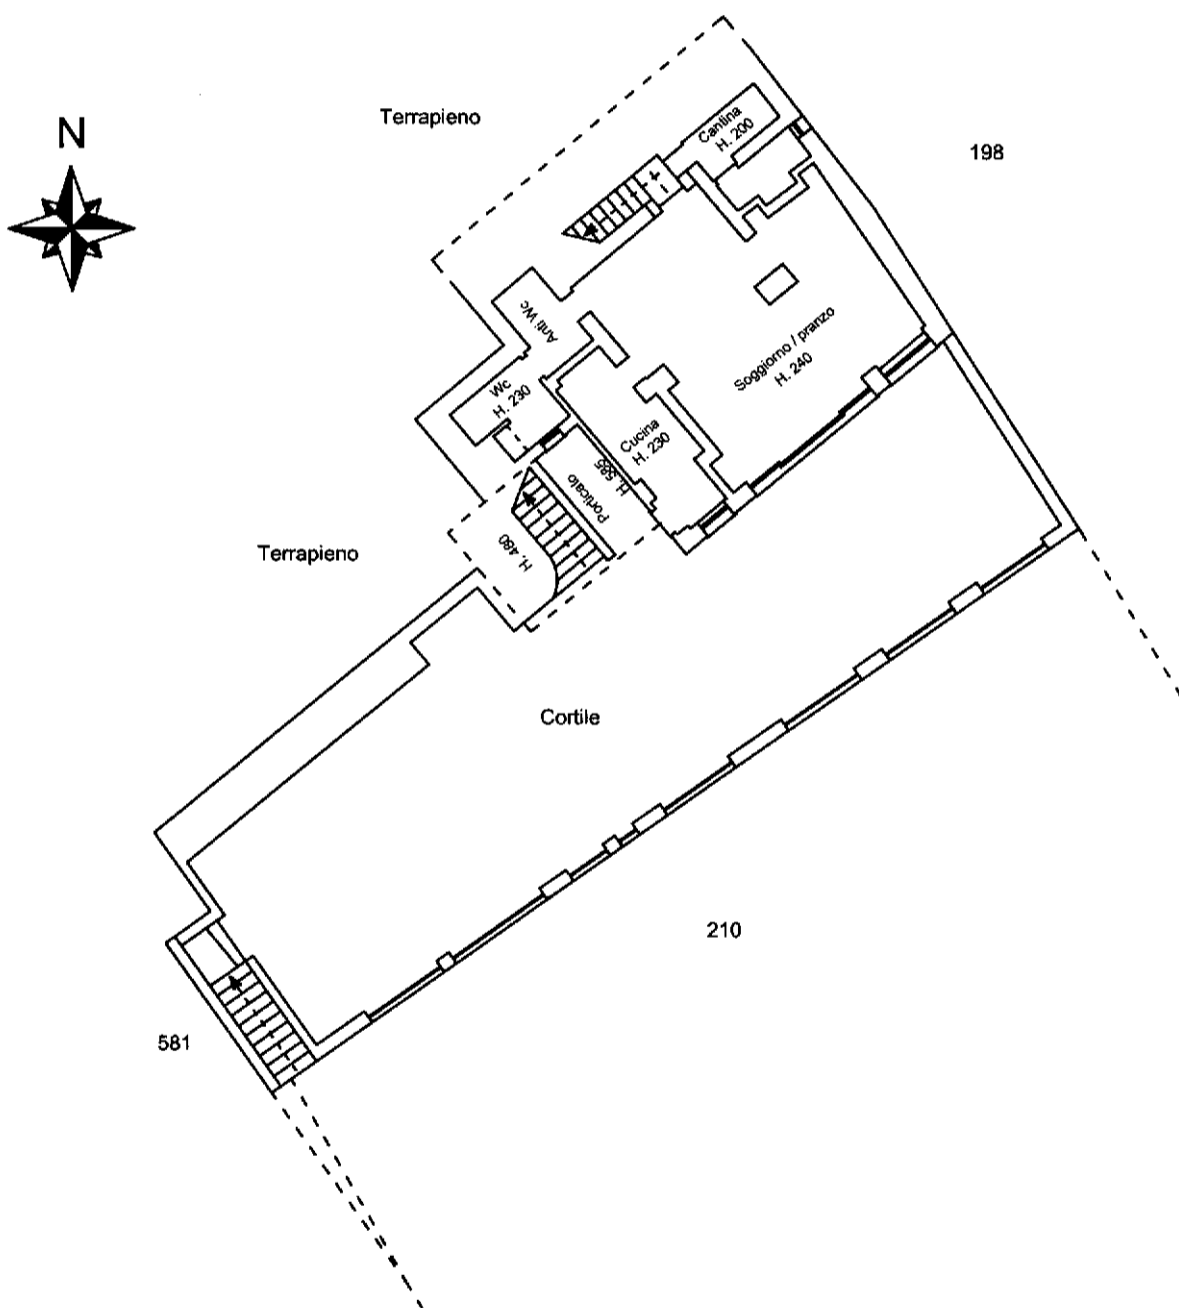 Terrapieno
N
Cantina
H. 200
198
Anti Wc
Soggiorno / pranzo
H. 240
Wc
H. 230
Cucina
H. 230
Porticato
H. 585
H. 480
Terrapieno
Cortile
210
581